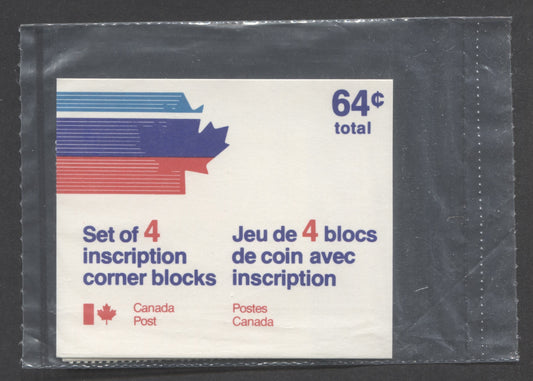 64¢
total
Set of 4
inscription
corner blocks
Jeu de 4 blocs
de coin avec
inscription
Canada
Post
Postes
Canada